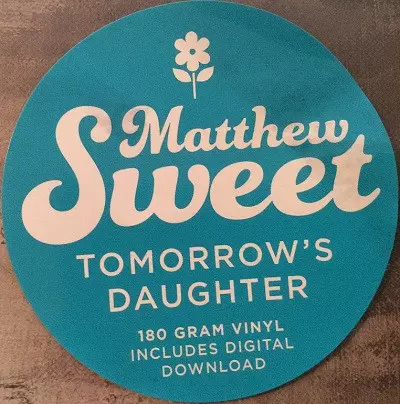 Matthew
Sweet
TOMORROW'S
DAUGHTER
180 GRAM VINYL
INCLUDES DIGITAL
DOWNLOAD